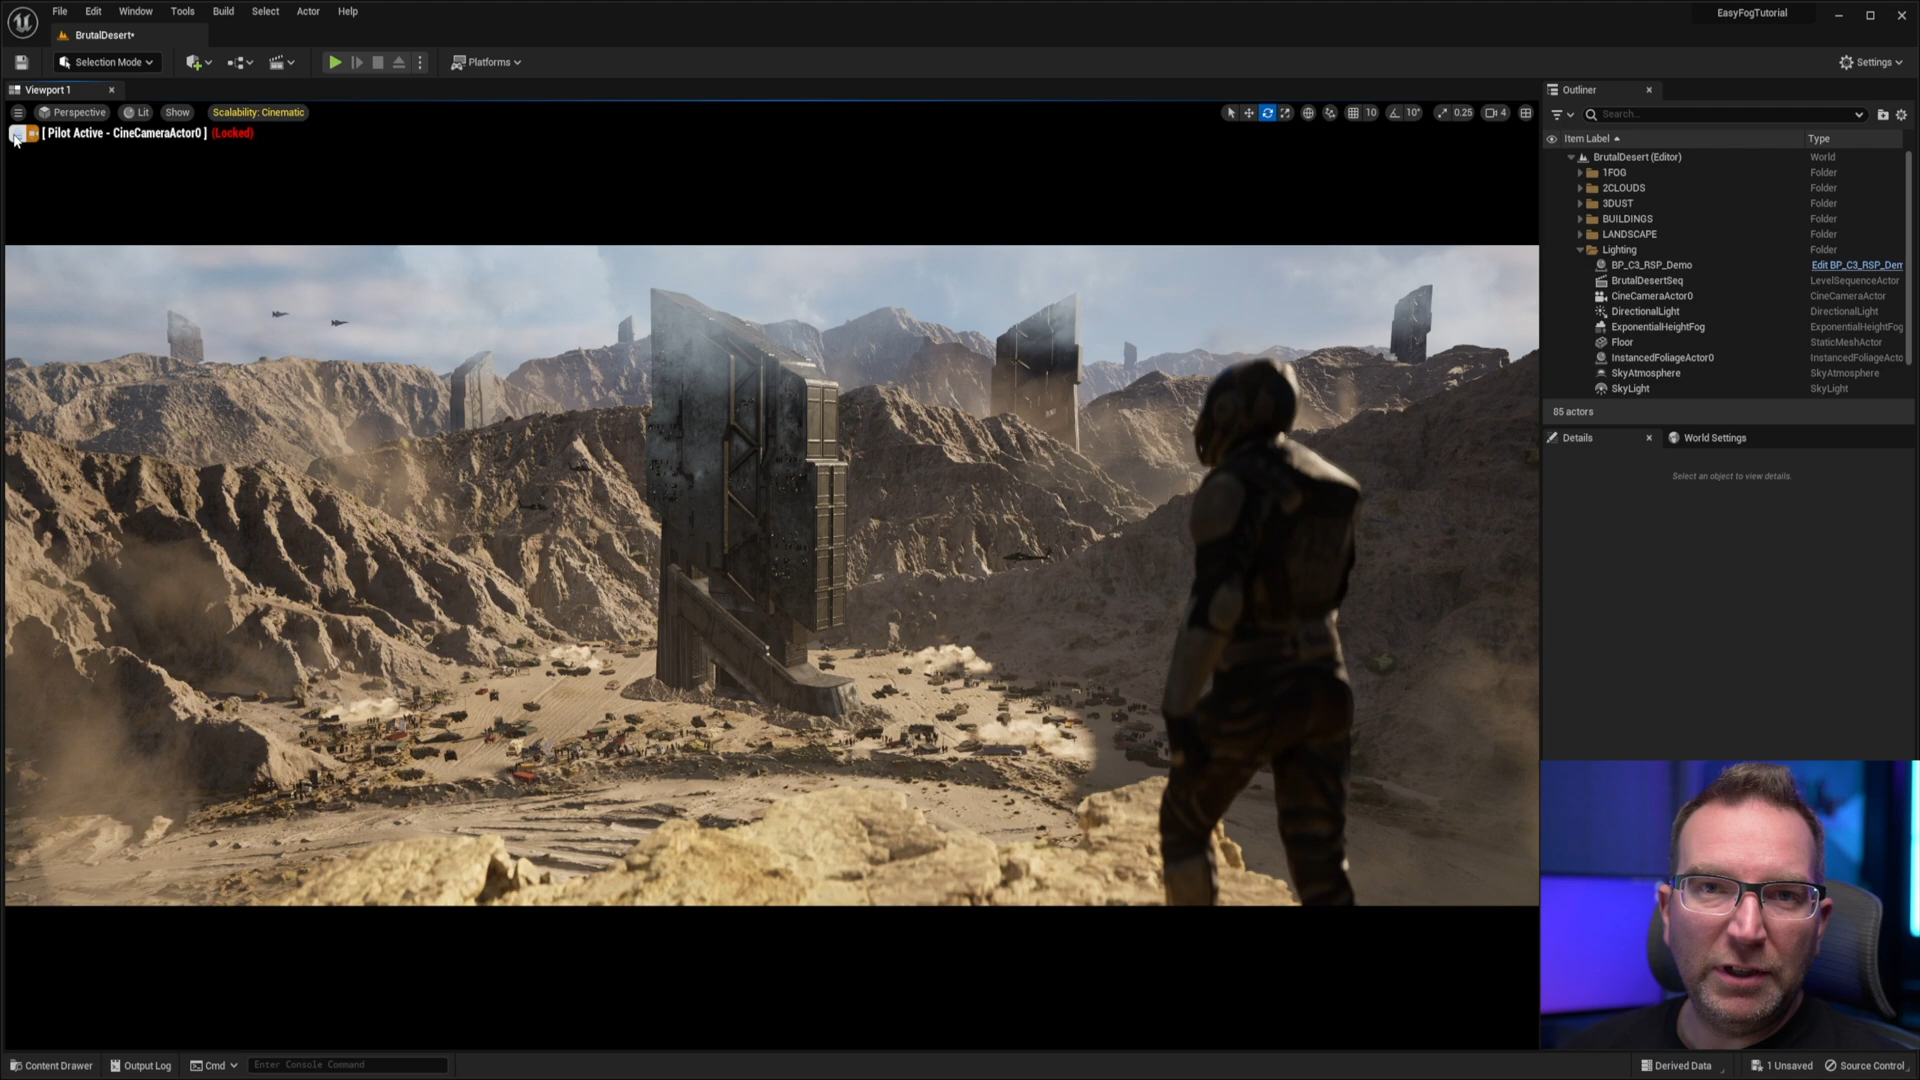 File Edit Window Tools Build Select Actor Help
EasyFogTutorial
BrutalDesert*
Selection Mode
Platforms
Settings
Viewport 1
Perspective Lit Show Scalability: Cinematic
10 10° 0.25 4
[ Pilot Active - CineCameraActor0 ] (Locked)
Outliner
Search...
Item Label Type
BrutalDesert (Editor) World
1FOG Folder
2CLOUDS Folder
3DUST Folder
BUILDINGS Folder
LANDSCAPE Folder
Lighting Folder
BP_C3_RSP_Demo Edit BP_C3_RSP_Dem
BrutalDesertSeq LevelSequenceActor
CineCameraActor0 CineCameraActor
DirectionalLight DirectionalLight
ExponentialHeightFog ExponentialHeightFog
Floor StaticMeshActor
InstancedFoliageActor0 InstancedFoliageActo
SkyAtmosphere SkyAtmosphere
SkyLight SkyLight
85 actors
Details World Settings
Select an object to view details.
Content Drawer Output Log Cmd Enter Console Command
Derived Data 1 Unsaved Source Control